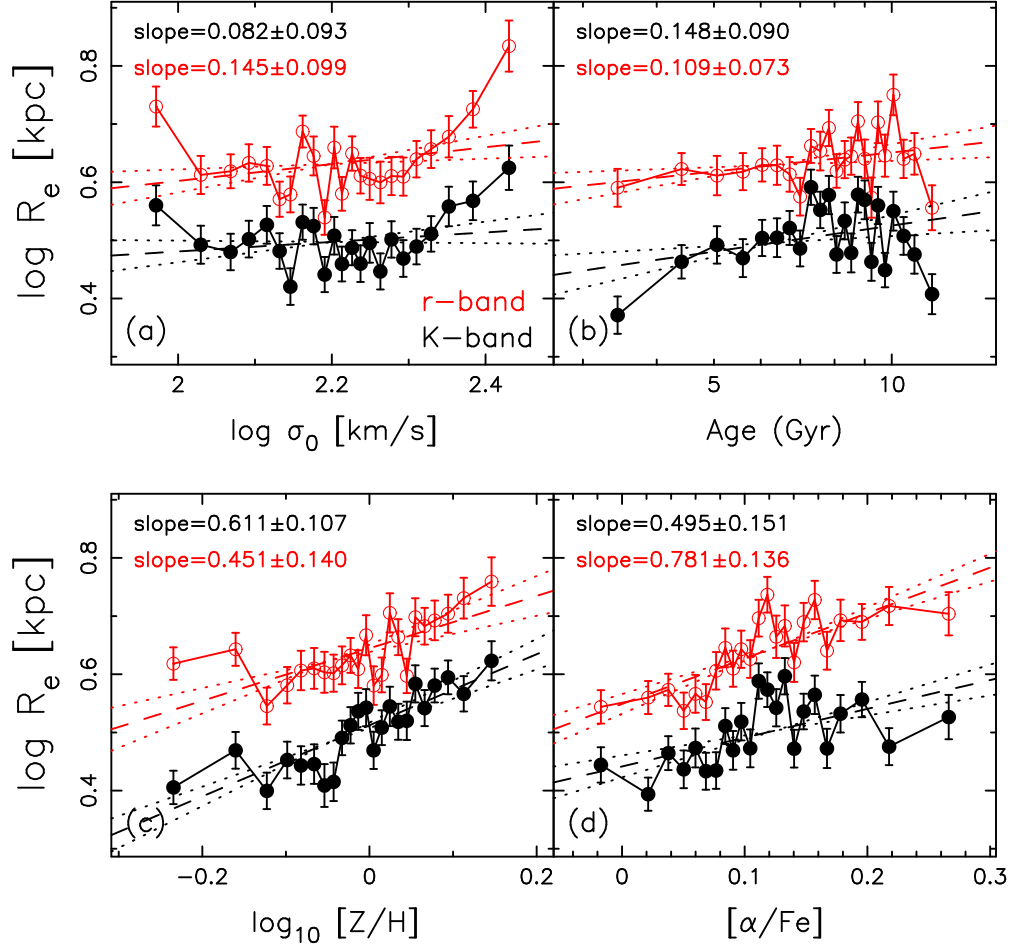 slope=0.082±0.093
slope=0.145±0.099
slope=0.148±0.090
slope=0.109±0.073
log R_e [kpc]
0.8
0.6
0.4
r-band
K-band
(a)
(b)
2
2.2
2.4
5
10
log σ_0 [km/s]
Age (Gyr)
slope=0.611±0.107
slope=0.451±0.140
slope=0.495±0.151
slope=0.781±0.136
log R_e [kpc]
0.8
0.6
0.4
(c)
(d)
-0.2
0
0.2
0
0.1
0.2
0.3
log_10 [Z/H]
[α/Fe]